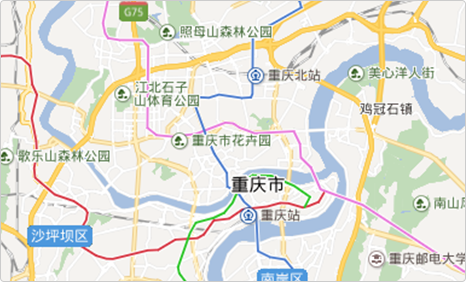 G75
照母山森林公园
重庆北站
美心洋人街
江北石子
山体育公园
鸡冠石镇
重庆市花卉园
歌乐山森林公园
重庆市
重庆站
南山风
沙坪坝区
重庆邮电大学
南岸区